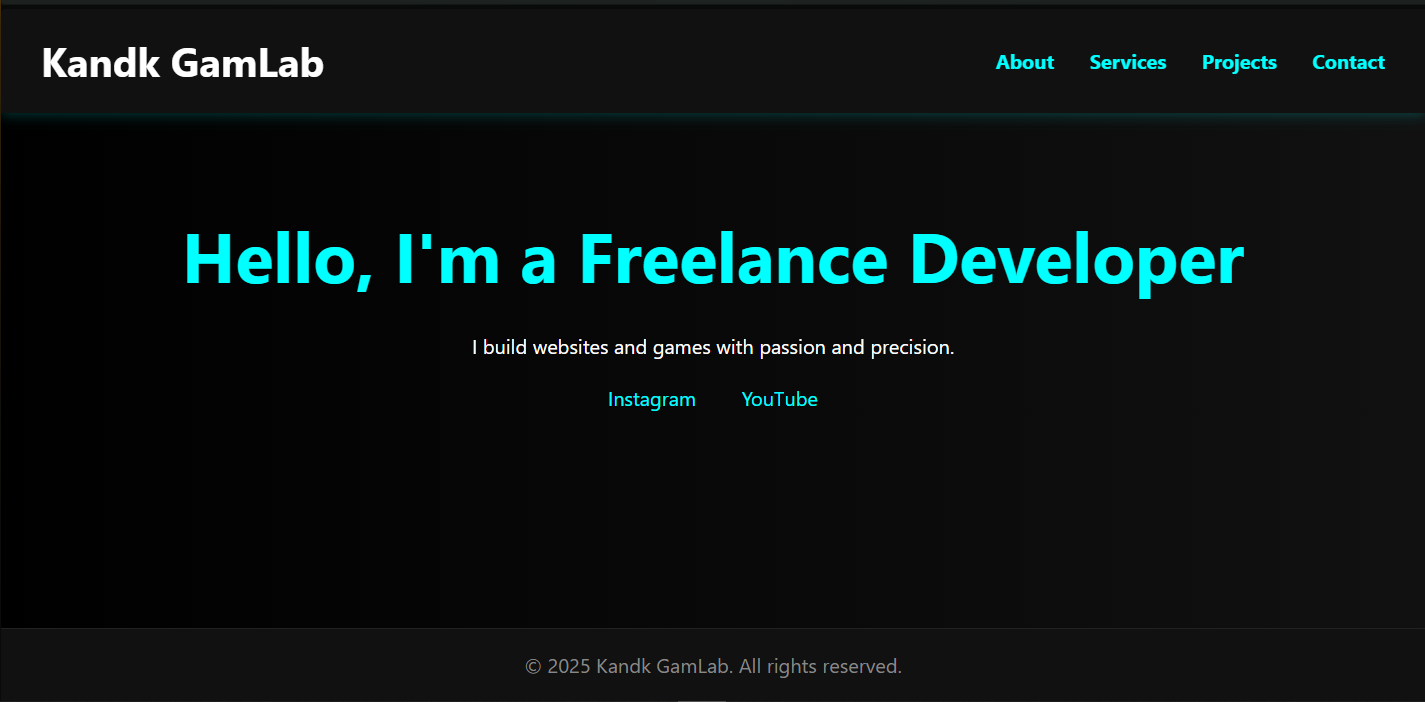 Kandk GamLab
About Services Projects Contact
Hello, I'm a Freelance Developer
I build websites and games with passion and precision.
Instagram YouTube
© 2025 Kandk GamLab. All rights reserved.